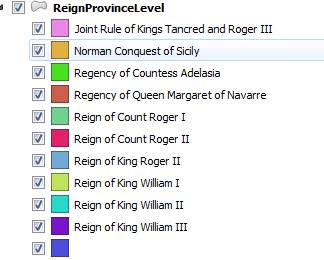 ReignProvinceLevel
Joint Rule of Kings Tancred and Roger III
Norman Conquest of Sicily
Regency of Countess Adelasia
Regency of Queen Margaret of Navarre
Reign of Count Roger I
Reign of Count Roger II
Reign of King Roger II
Reign of King William I
Reign of King William II
Reign of King William III